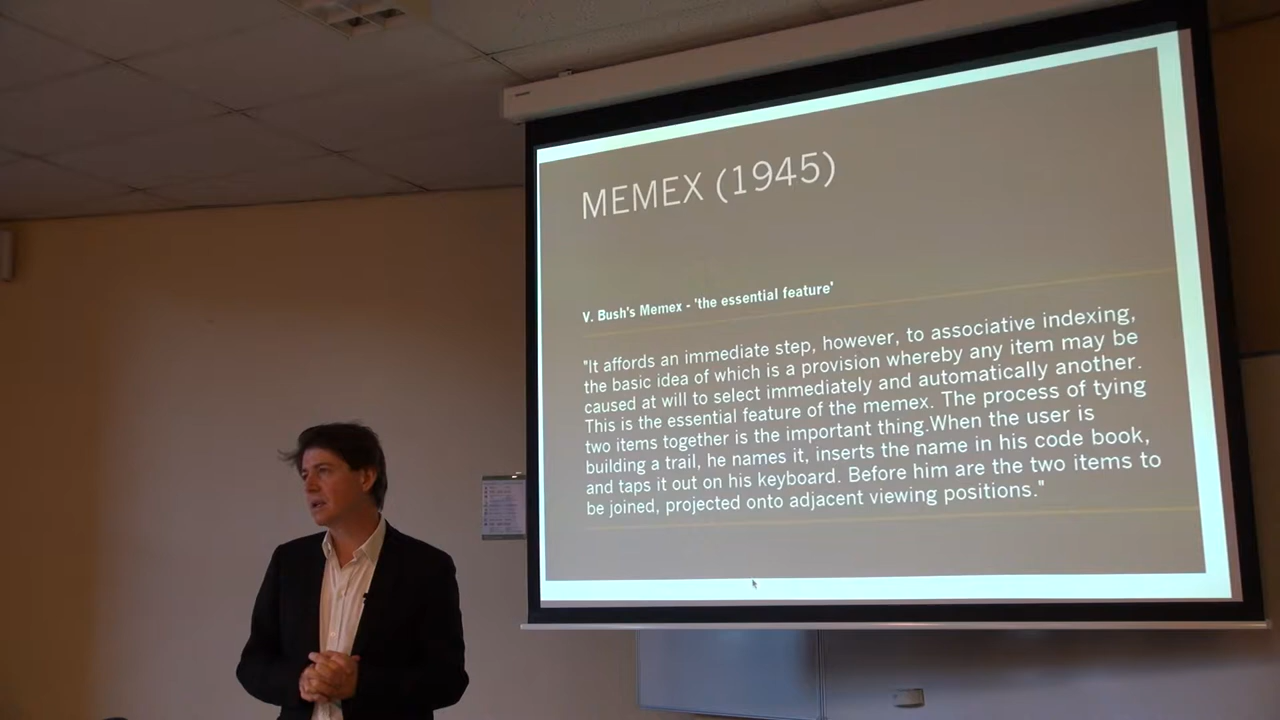 MEMEX (1945)
V. Bush's Memex - 'the essential feature'
"It affords an immediate step, however, to associative indexing,
the basic idea of which is a provision whereby any item may be
caused at will to select immediately and automatically another.
This is the essential feature of the memex. The process of tying
two items together is the important thing.When the user is
building a trail, he names it, inserts the name in his code book,
and taps it out on his keyboard. Before him are the two items to
be joined, projected onto adjacent viewing positions."